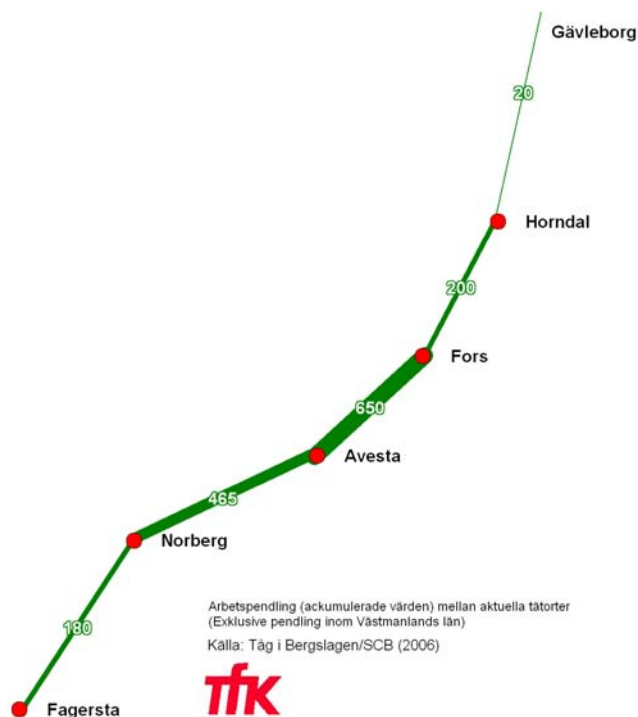 Gävleborg
20
Horndal
200
Fors
650
Avesta
465
Norberg
180
Fagersta
Arbetspendling (ackumulerade värden) mellan aktuella tätorter
(Exklusive pendling inom Västmanlands län)
Källa: Tåg i Bergslagen/SCB (2006)
TfK